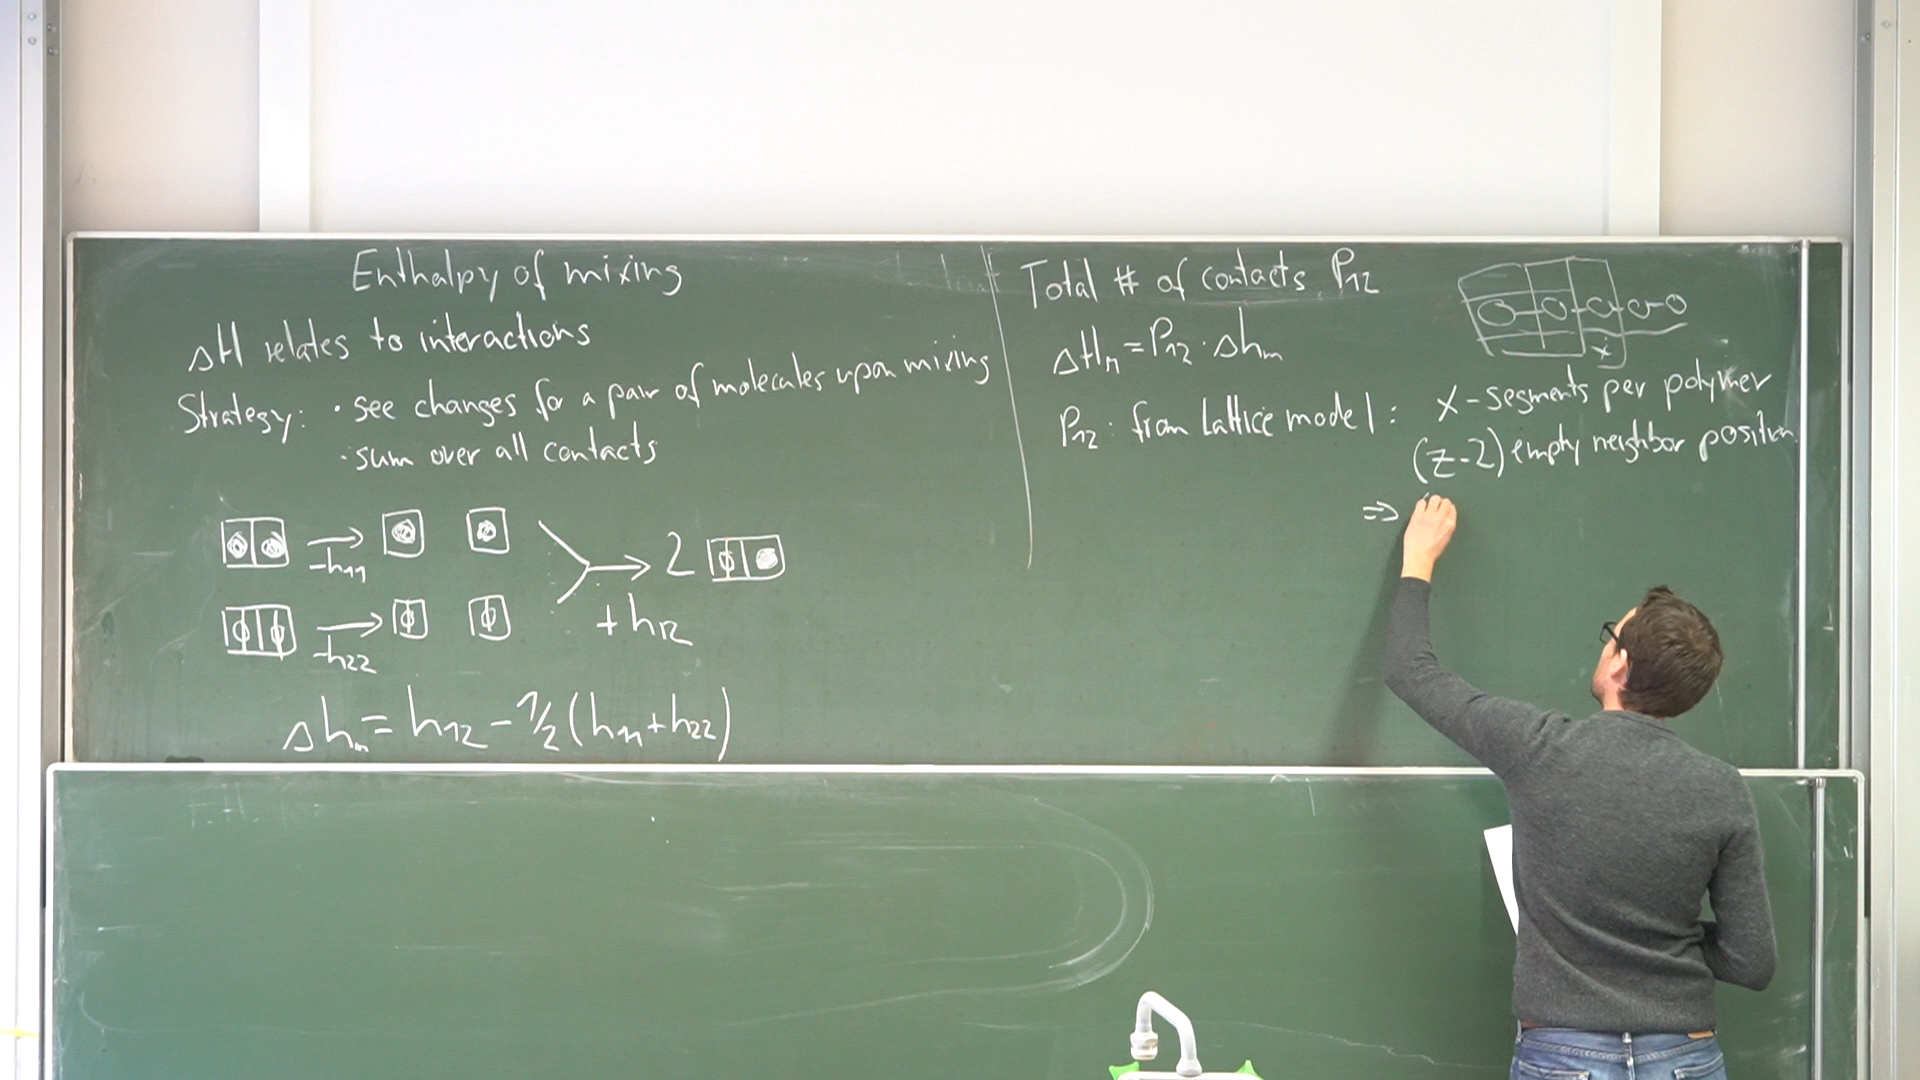 Enthalpy of mixing
ΔH relates to interactions
Strategy: • see changes for a pair of molecules upon mixing
• sum over all contacts
-h₁₁
2
-h₂₂
+h₁₂
Δhₘ = h₁₂ - 1/2 (h₁₁ + h₂₂)
Total # of contacts P₁₂
ΔHₘ = P₁₂ · Δhₘ
x
P₁₂: from Lattice model: x - segments per polymer
(z-2) empty neighbor position
⇒